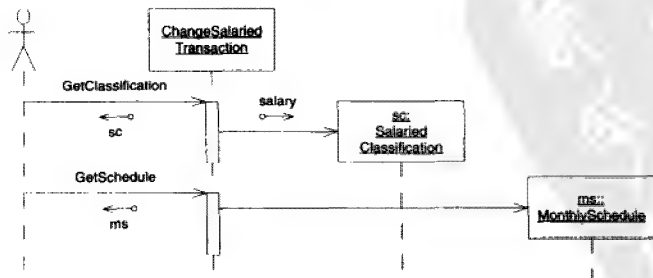 ChangeSalaried
Transaction
GetClassification
salary
sc
sc:
Salaried
Classification
GetSchedule
ms
ms::
MonthlySchedule